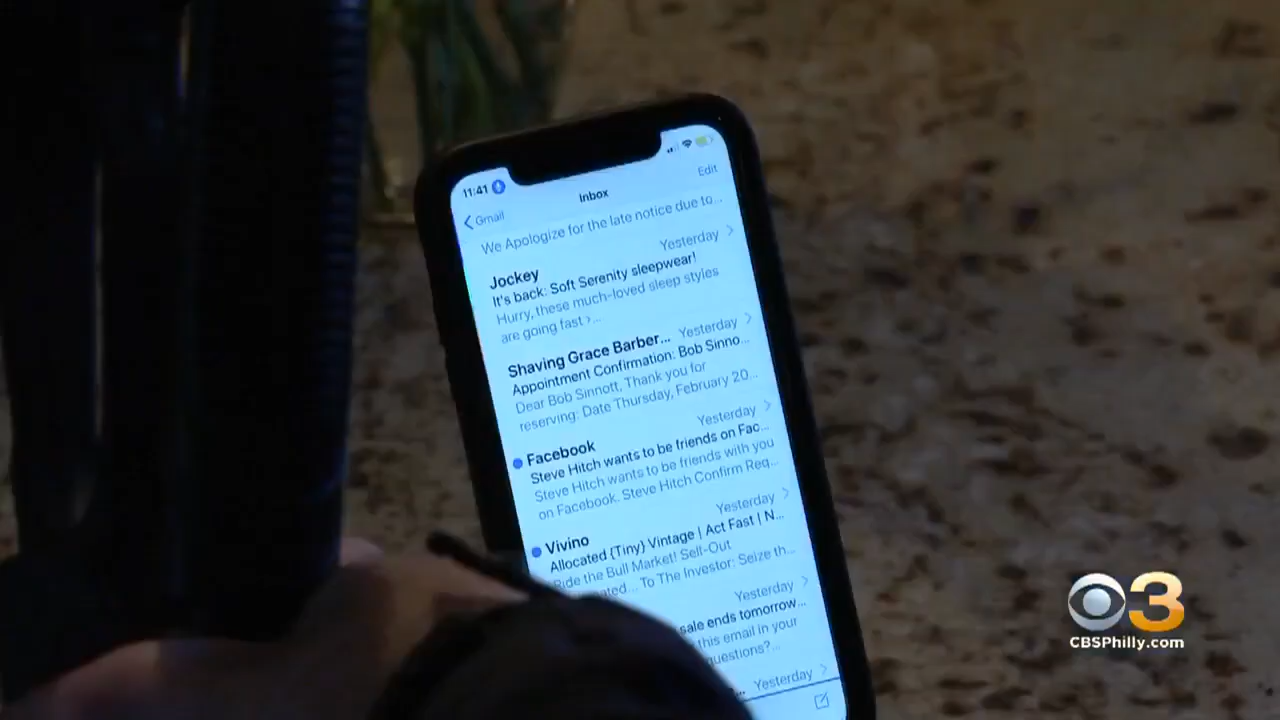 11:41
Edit
Gmail
Inbox
We Apologize for the late notice due to...
Yesterday
Jockey
It's back: Soft Serenity sleepwear!
Hurry, these much-loved sleep styles
are going fast >...
Yesterday
Shaving Grace Barber...
Appointment Confirmation: Bob Sinno...
Dear Bob Sinnott, Thank you for
reserving: Date Thursday, February 20...
Yesterday
Facebook
Steve Hitch wants to be friends on Fac...
Steve Hitch wants to be friends with you
on Facebook. Steve Hitch Confirm Req...
Yesterday
Vivino
Allocated {Tiny} Vintage | Act Fast | N...
Ride the Bull Market! Sell-Out
To The Investor: Seize th...
Yesterday
sale ends tomorrow...
this email in your
questions?...
Yesterday
3
CBSPhilly.com